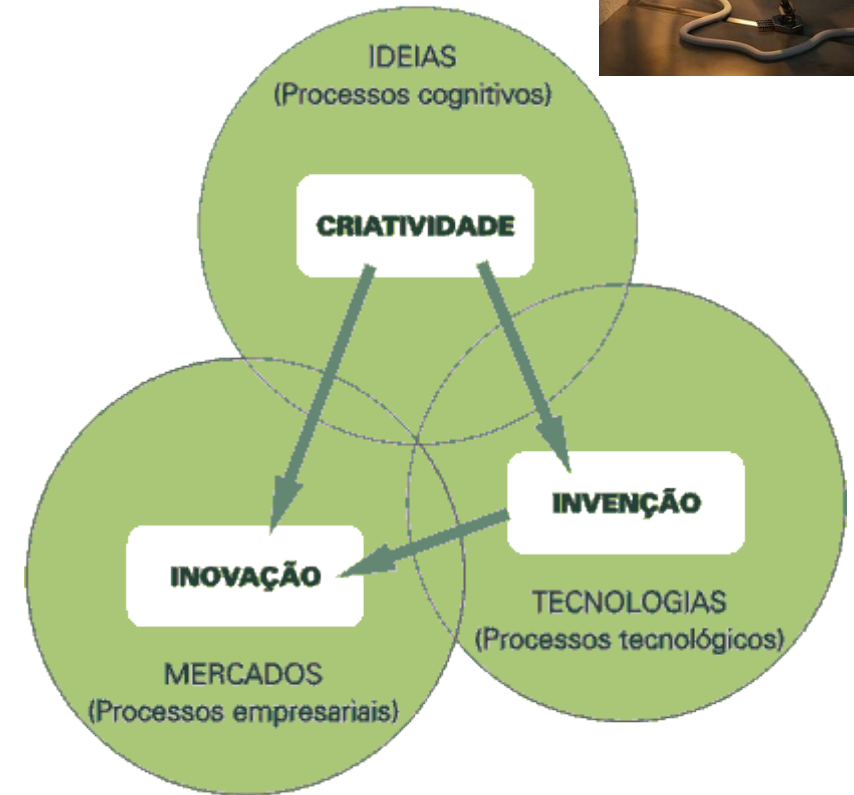 IDEIAS
(Processos cognitivos)
CRIATIVIDADE
INVENÇÃO
TECNOLOGIAS
(Processos tecnológicos)
INOVAÇÃO
MERCADOS
(Processos empresariais)